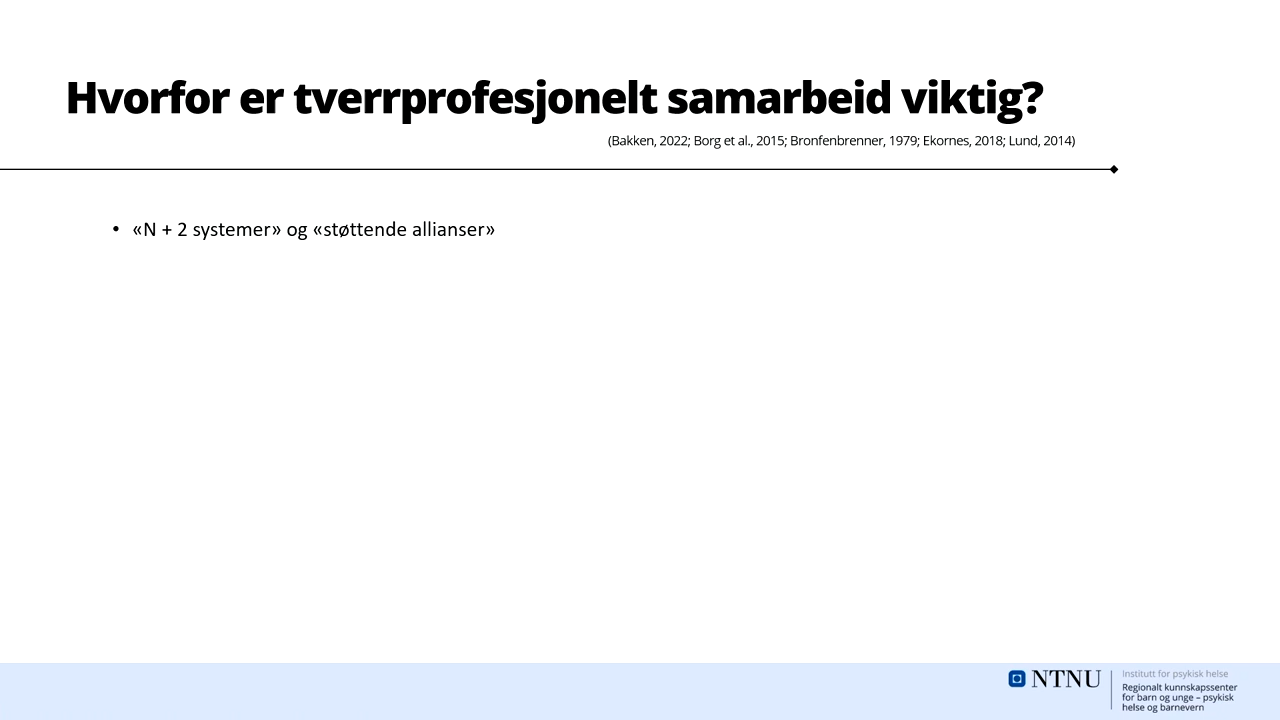 Hvorfor er tverrprofesjonelt samarbeid viktig?
(Bakken, 2022; Borg et al., 2015; Bronfenbrenner, 1979; Ekornes, 2018; Lund, 2014)
• «N + 2 systemer» og «støttende allianser»
NTNU
Institutt for psykisk helse
Regionalt kunnskapssenter
for barn og unge – psykisk
helse og barnevern